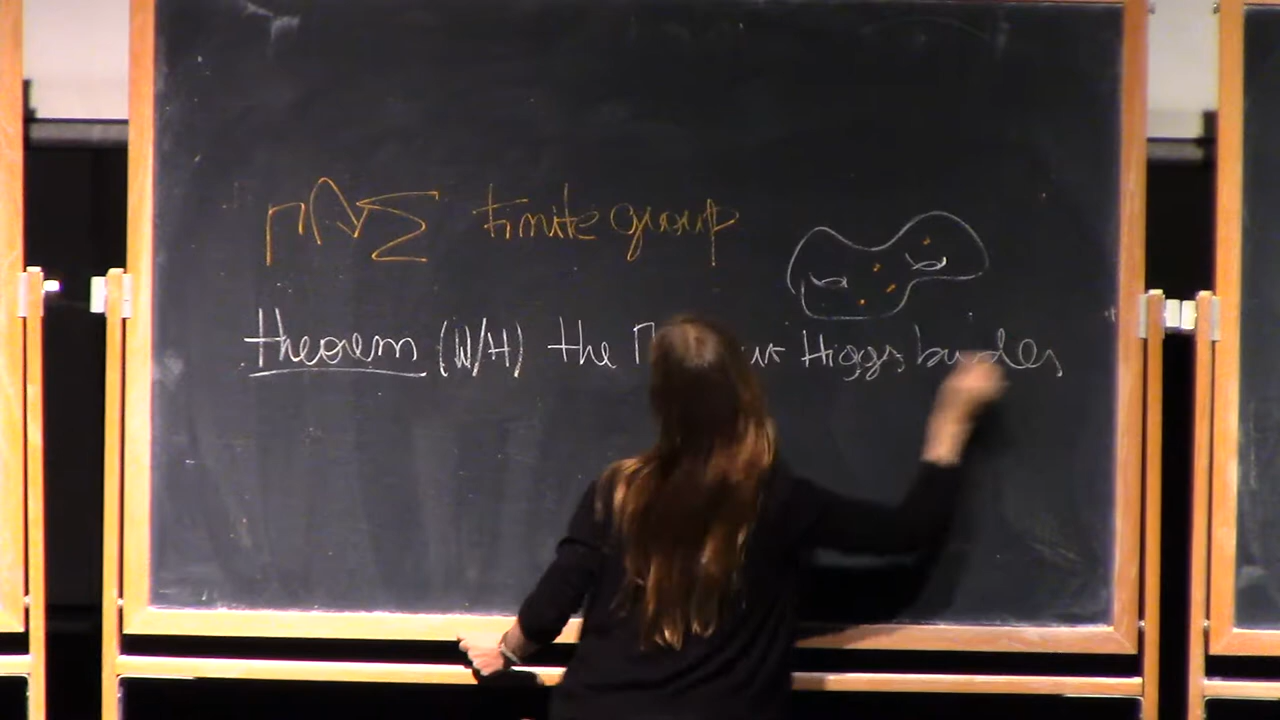 Γ ↷ Σ finite group
theorem (W/H) the Higgs bundles